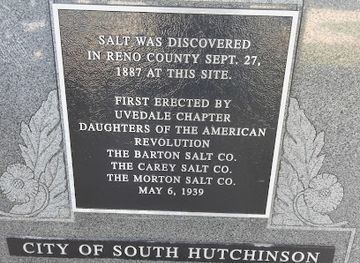 SALT WAS DISCOVERED
IN RENO COUNTY SEPT. 27,
1887 AT THIS SITE.
FIRST ERECTED BY
UVEDALE CHAPTER
DAUGHTERS OF THE AMERICAN
REVOLUTION
THE BARTON SALT CO.
THE CAREY SALT CO.
THE MORTON SALT CO.
MAY 6, 1939
CITY OF SOUTH HUTCHINSON